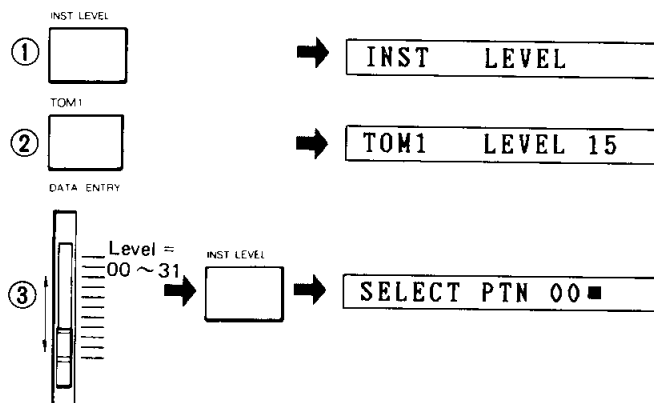 INST LEVEL
① INST LEVEL
TOM1
② TOM1 LEVEL 15
DATA ENTRY
Level =
00 ~ 31
INST LEVEL
③ SELECT PTN 00■